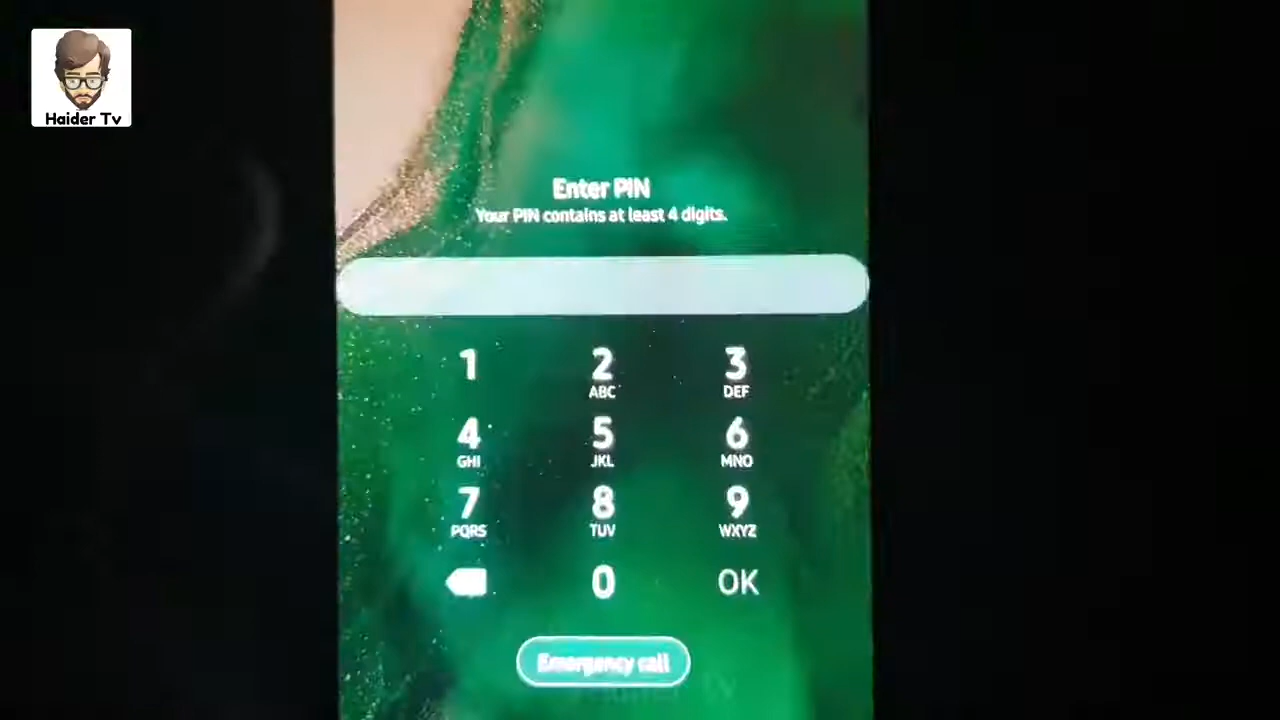 Haider Tv
Enter PIN
Your PIN contains at least 4 digits.
1 2 3
ABC DEF
4 5 6
GHI JKL MNO
7 8 9
PQRS TUV WXYZ
0 OK
Emergency call